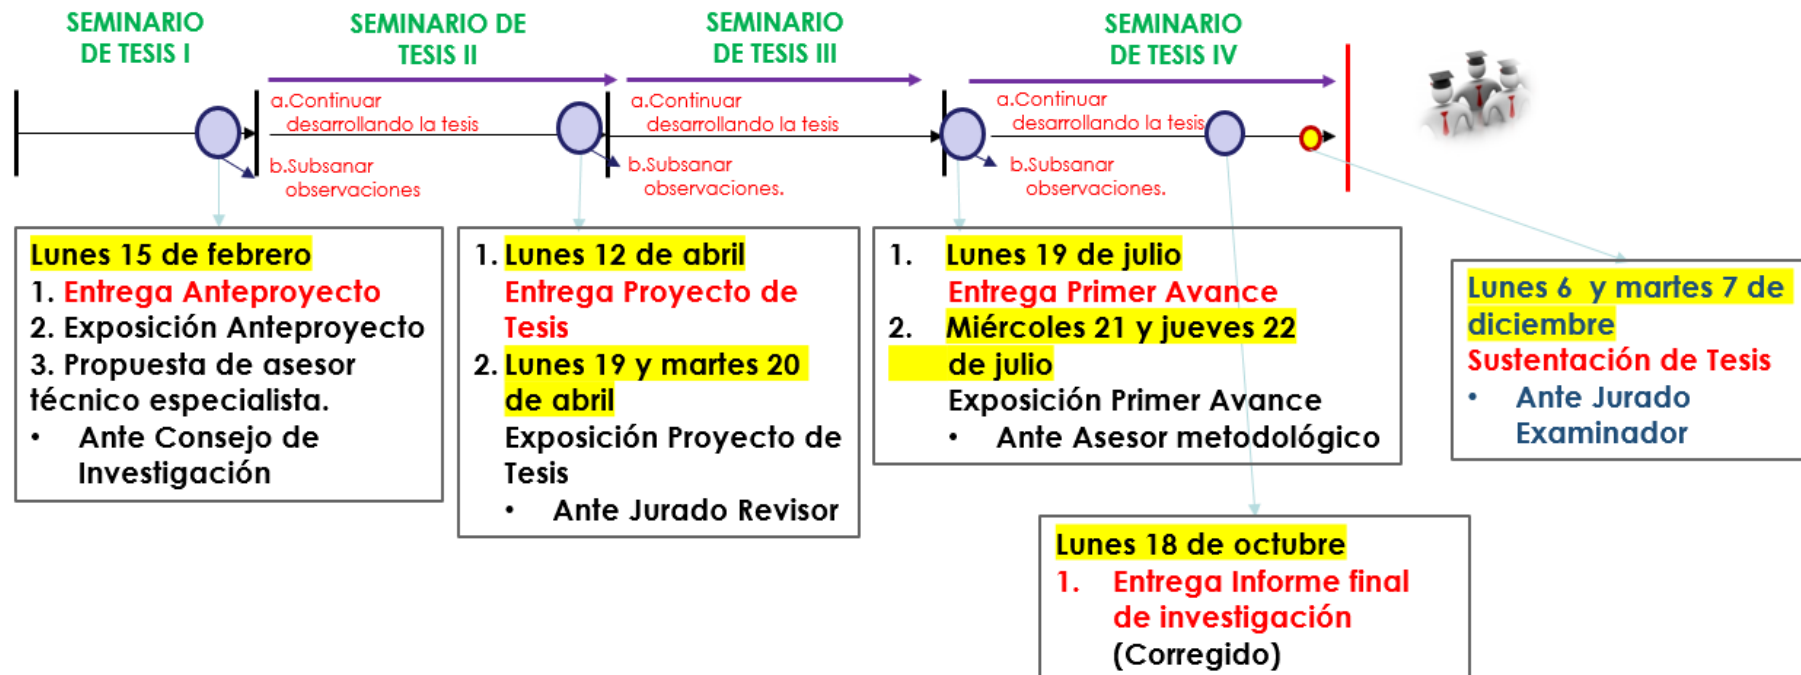 SEMINARIO
DE TESIS I
SEMINARIO DE
TESIS II
SEMINARIO
DE TESIS III
SEMINARIO
DE TESIS IV
a.Continuar
desarrollando la tesis
b.Subsanar
observaciones
a.Continuar
desarrollando la tesis
b.Subsanar
observaciones.
a.Continuar
desarrollando la tesis
b.Subsanar
observaciones.
Lunes 15 de febrero
1. Entrega Anteproyecto
2. Exposición Anteproyecto
3. Propuesta de asesor
técnico especialista.
• Ante Consejo de
Investigación
1. Lunes 12 de abril
Entrega Proyecto de
Tesis
2. Lunes 19 y martes 20
de abril
Exposición Proyecto de
Tesis
• Ante Jurado Revisor
1. Lunes 19 de julio
Entrega Primer Avance
2. Miércoles 21 y jueves 22
de julio
Exposición Primer Avance
• Ante Asesor metodológico
Lunes 18 de octubre
1. Entrega Informe final
de investigación
(Corregido)
Lunes 6 y martes 7 de
diciembre
Sustentación de Tesis
• Ante Jurado
Examinador